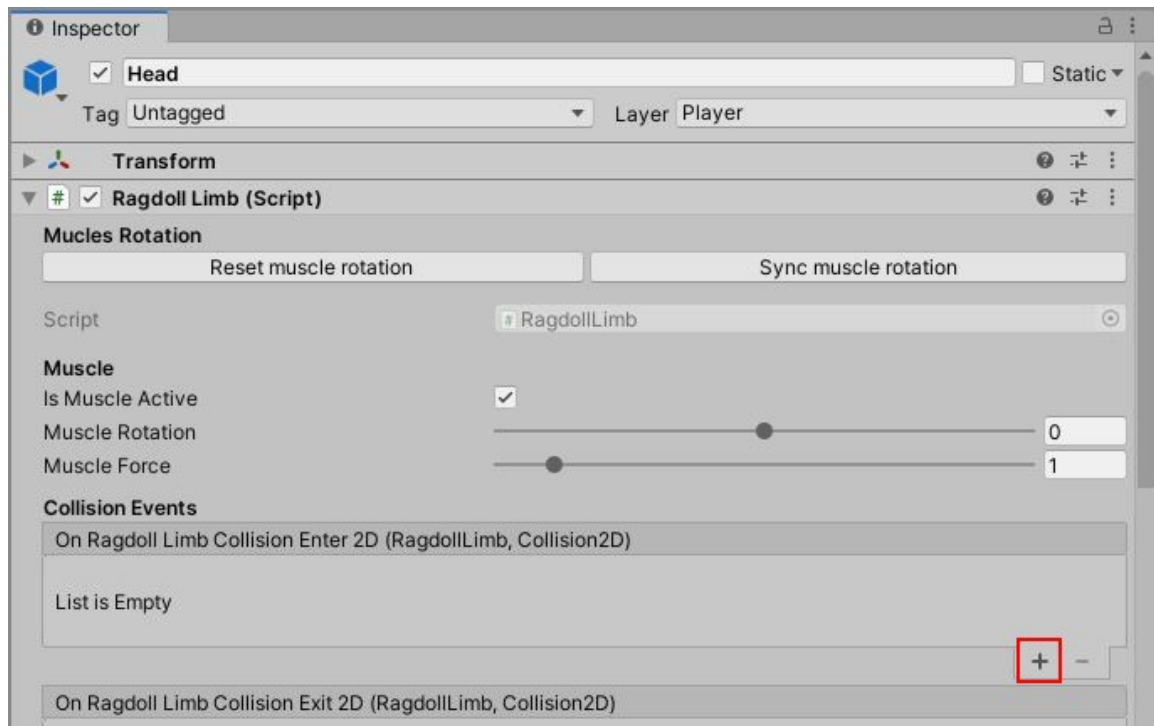 Inspector
Head
Static
Tag Untagged Layer Player
Transform
# Ragdoll Limb (Script)
Mucles Rotation
Reset muscle rotation Sync muscle rotation
Script # RagdollLimb
Muscle
Is Muscle Active
Muscle Rotation 0
Muscle Force 1
Collision Events
On Ragdoll Limb Collision Enter 2D (RagdollLimb, Collision2D)
List is Empty
+ −
On Ragdoll Limb Collision Exit 2D (RagdollLimb, Collision2D)